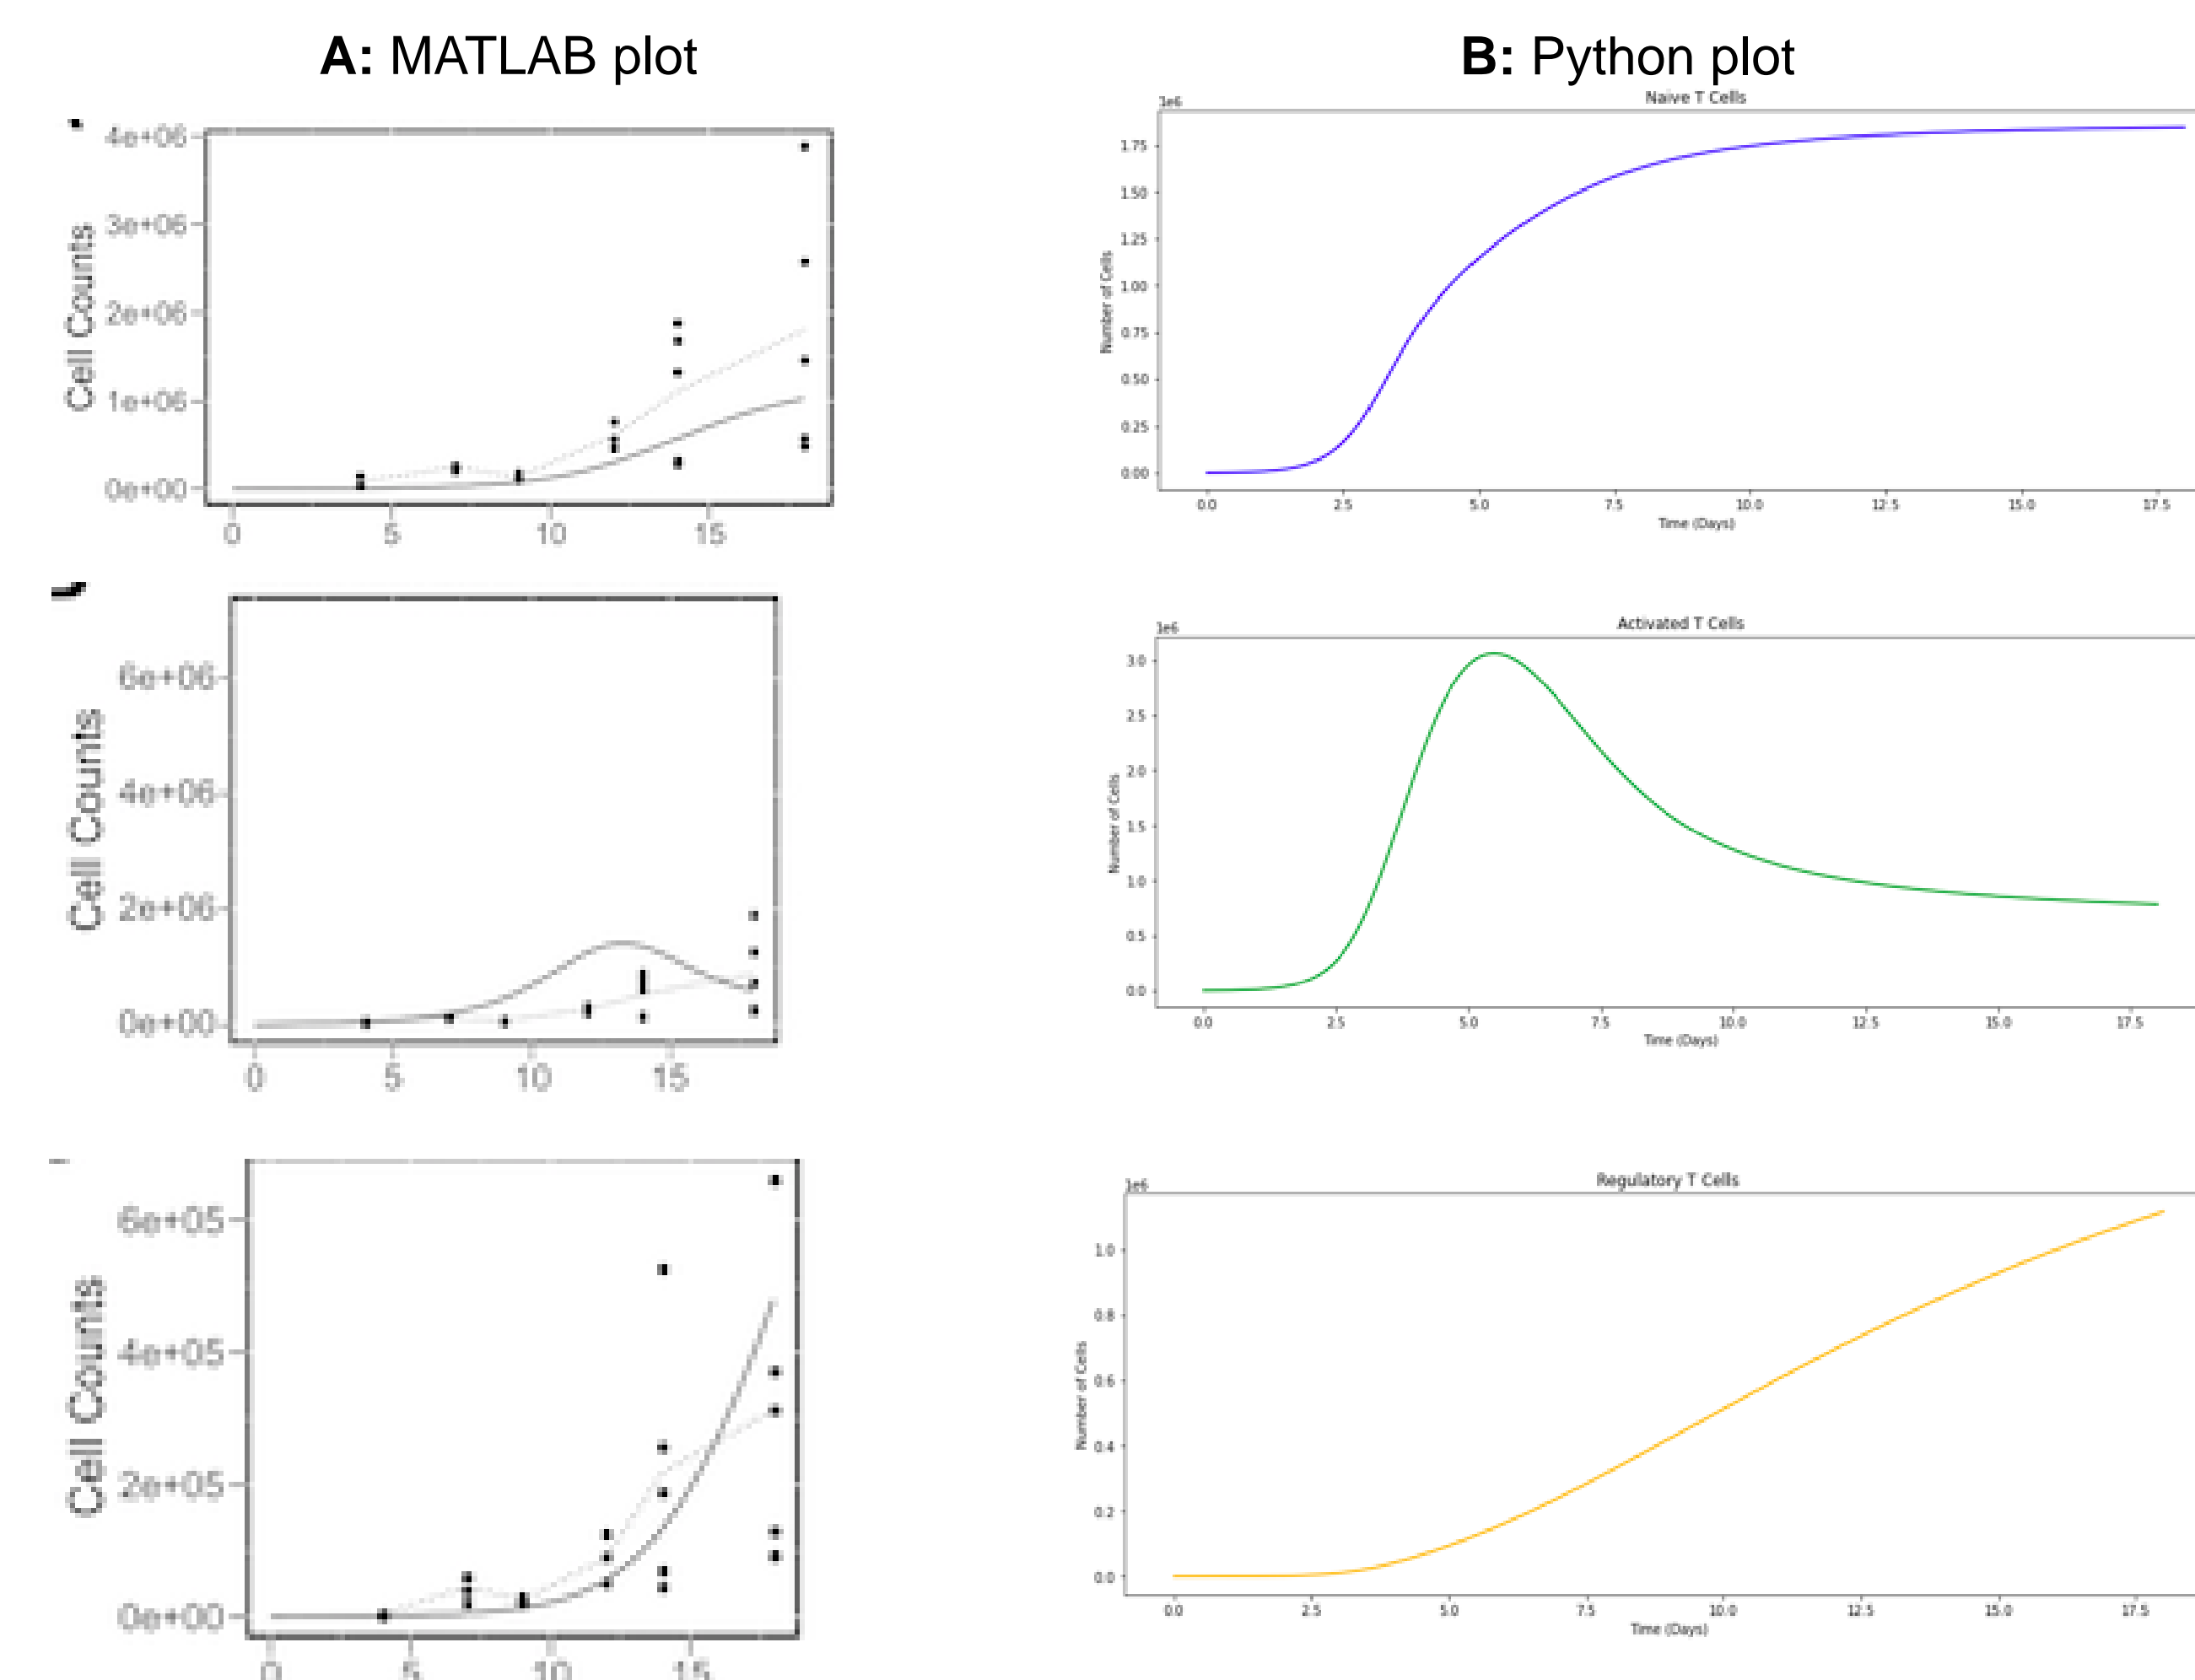 A: MATLAB plot
B: Python plot
4e+06
3e+06
2e+06
1e+06
0e+00
Cell Counts
0 5 10 15
Naive T Cells
1e6
1.75
1.50
1.25
1.00
0.75
0.50
0.25
0.00
Number of Cells
0.0 2.5 5.0 7.5 10.0 12.5 15.0 17.5
Time (Days)
6e+06
4e+06
2e+06
0e+00
Cell Counts
0 5 10 15
Activated T Cells
1e6
3.0
2.5
2.0
1.5
1.0
0.5
0.0
Number of Cells
0.0 2.5 5.0 7.5 10.0 12.5 15.0 17.5
Time (Days)
6e+05
4e+05
2e+05
0e+00
Cell Counts
0 5 10 15
Regulatory T Cells
1e6
1.0
0.8
0.6
0.4
0.2
0.0
Number of Cells
0.0 2.5 5.0 7.5 10.0 12.5 15.0 17.5
Time (Days)